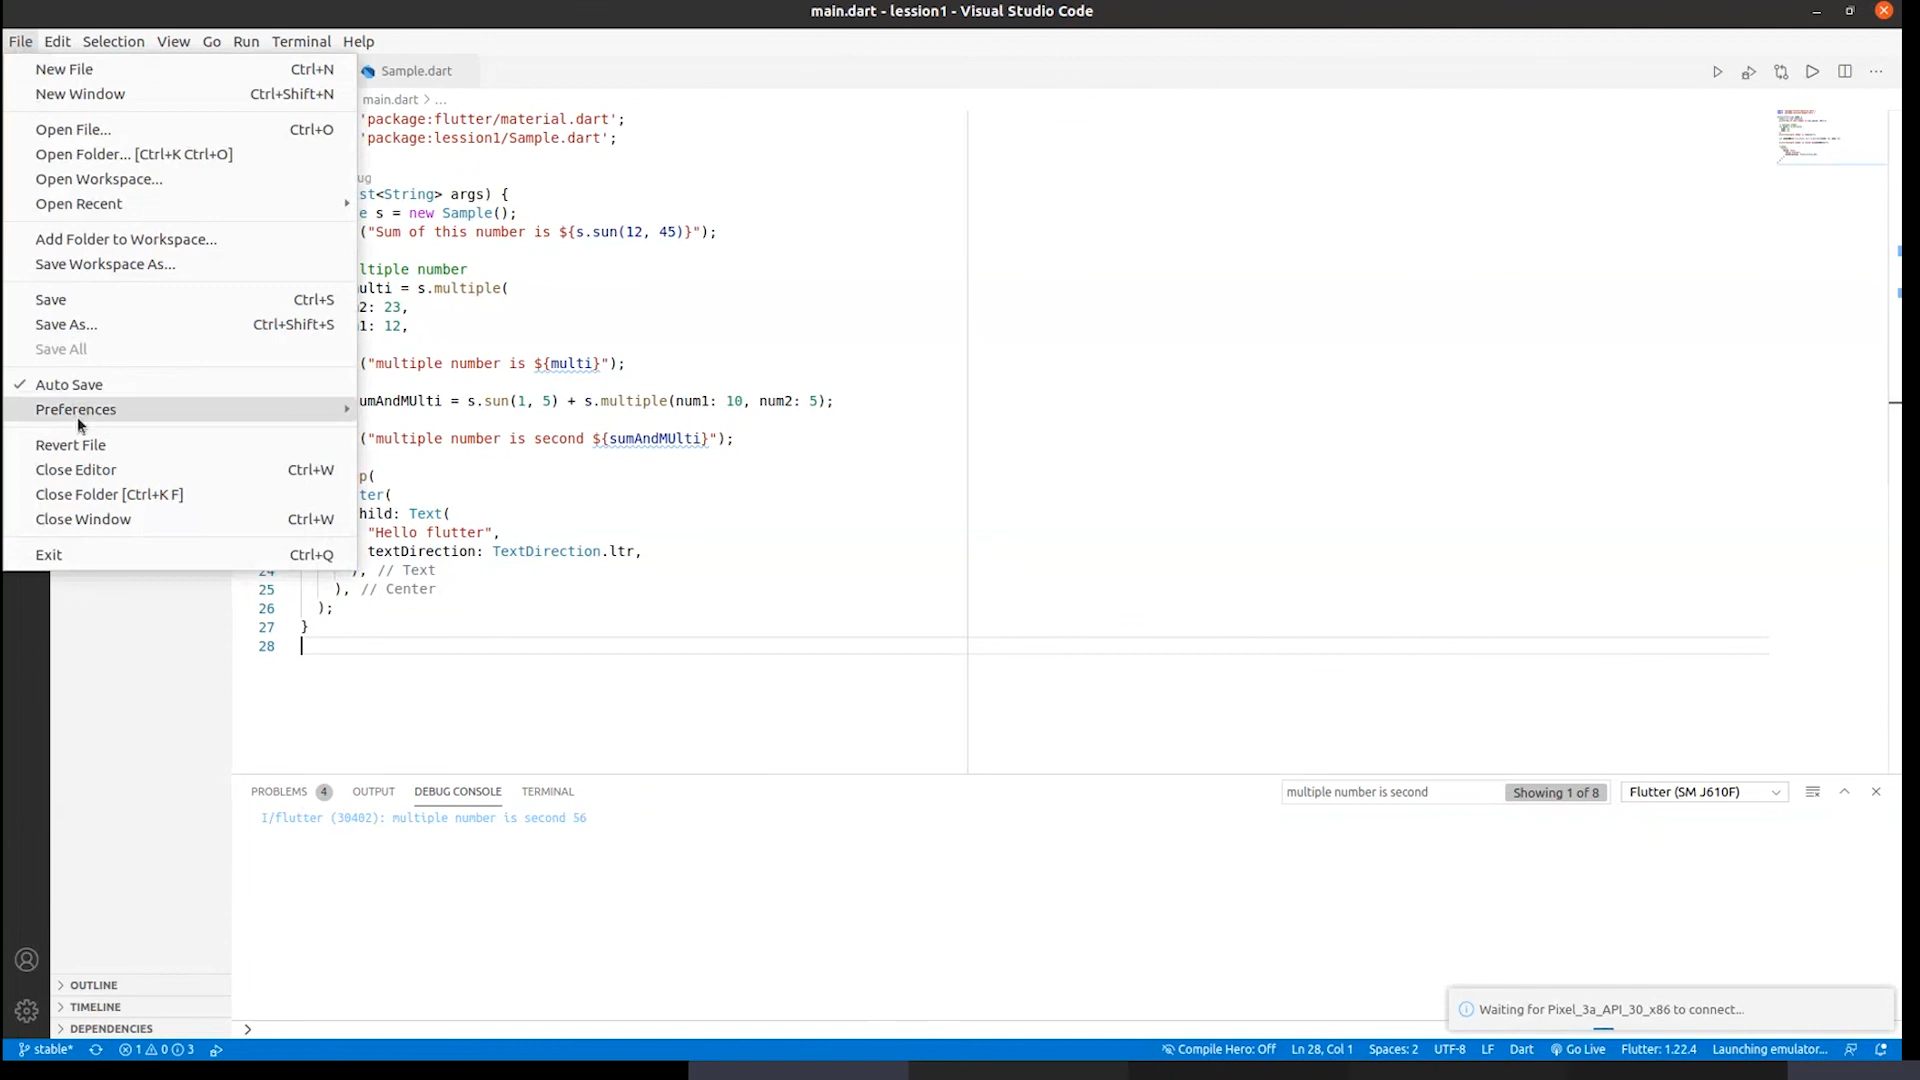 main.dart - lession1 - Visual Studio Code
File Edit Selection View Go Run Terminal Help
New File Ctrl+N
New Window Ctrl+Shift+N
Open File... Ctrl+O
Open Folder... [Ctrl+K Ctrl+O]
Open Workspace...
Open Recent
Add Folder to Workspace...
Save Workspace As...
Save Ctrl+S
Save As... Ctrl+Shift+S
Save All
Auto Save
Preferences
Revert File
Close Editor Ctrl+W
Close Folder [Ctrl+K F]
Close Window Ctrl+W
Exit Ctrl+Q
Sample.dart
main.dart > ...
'package:flutter/material.dart';
'package:lession1/Sample.dart';
ug
st<String> args) {
e s = new Sample();
("Sum of this number is ${s.sun(12, 45)}");
ltiple number
ulti = s.multiple(
2: 23,
1: 12,
("multiple number is ${multi}");
umAndMUlti = s.sun(1, 5) + s.multiple(num1: 10, num2: 5);
("multiple number is second ${sumAndMUlti}");
p(
ter(
hild: Text(
"Hello flutter",
textDirection: TextDirection.ltr,
24 ), // Text
25 ), // Center
26 );
27 }
28
PROBLEMS 4 OUTPUT DEBUG CONSOLE TERMINAL multiple number is second Showing 1 of 8 Flutter (SM J610F)
I/flutter (30402): multiple number is second 56
OUTLINE
TIMELINE
DEPENDENCIES
>
Waiting for Pixel_3a_API_30_x86 to connect...
stable* 1 0 3 Compile Hero: Off Ln 28, Col 1 Spaces: 2 UTF-8 LF Dart Go Live Flutter: 1.22.4 Launching emulator...